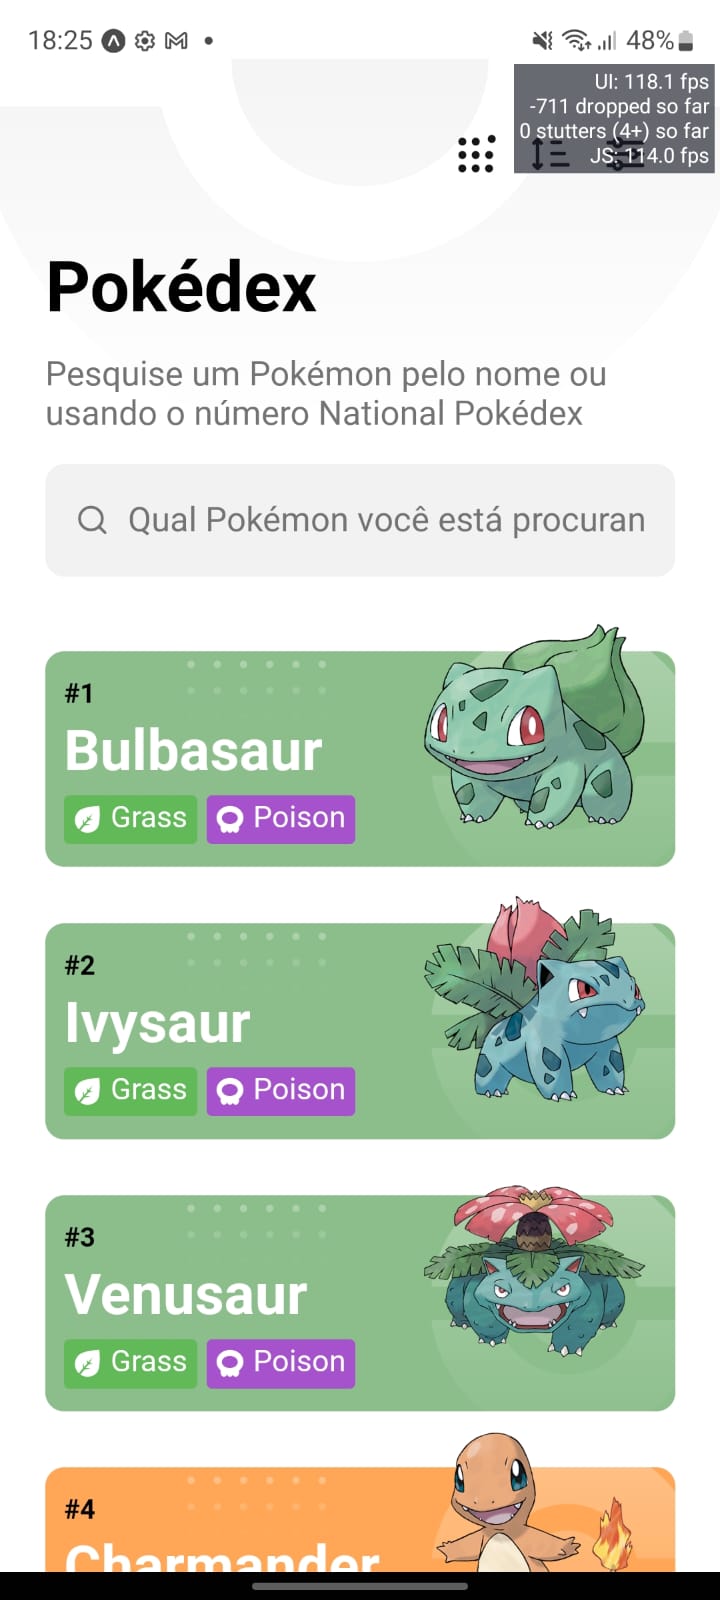 18:25
48%
UI: 118.1 fps
-711 dropped so far
0 stutters (4+) so far
JS: 114.0 fps
Pokédex
Pesquise um Pokémon pelo nome ou
usando o número National Pokédex
Qual Pokémon você está procuran
#1
Bulbasaur
Grass Poison
#2
Ivysaur
Grass Poison
#3
Venusaur
Grass Poison
#4
Charmander